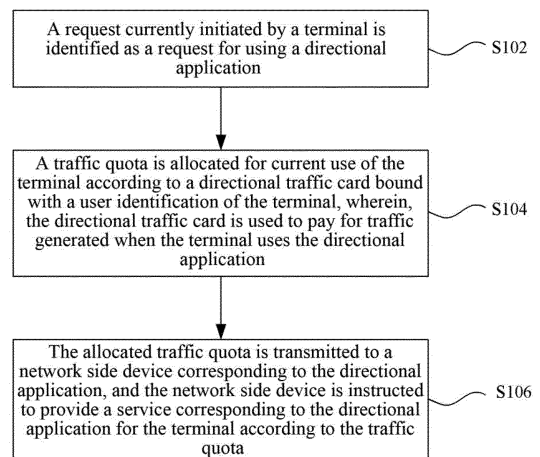 A request currently initiated by a terminal is
identified as a request for using a directional
application
S102
A traffic quota is allocated for current use of the
terminal according to a directional traffic card bound
with a user identification of the terminal, wherein,
the directional traffic card is used to pay for traffic
generated when the terminal uses the directional
application
S104
The allocated traffic quota is transmitted to a
network side device corresponding to the directional
application, and the network side device is instructed
to provide a service corresponding to the directional
application for the terminal according to the traffic
quota
S106